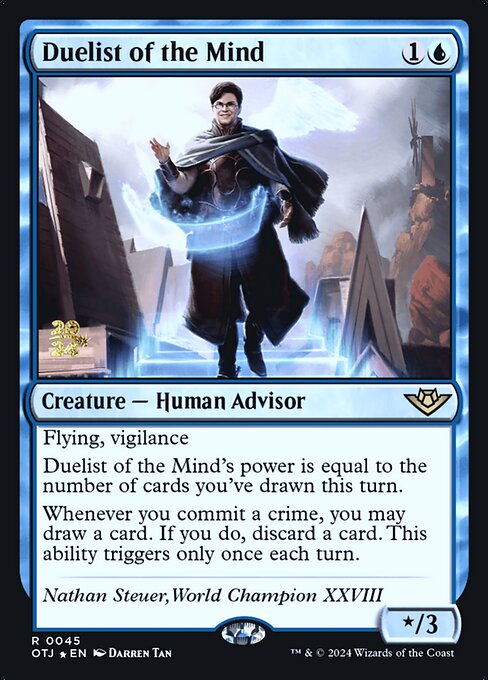 Duelist of the Mind 1
2024
Creature — Human Advisor
Flying, vigilance
Duelist of the Mind's power is equal to the
number of cards you've drawn this turn.
Whenever you commit a crime, you may
draw a card. If you do, discard a card. This
ability triggers only once each turn.
Nathan Steuer, World Champion XXVIII
*/3
R 0045
OTJ ★ EN Darren Tan ™ & © 2024 Wizards of the Coast